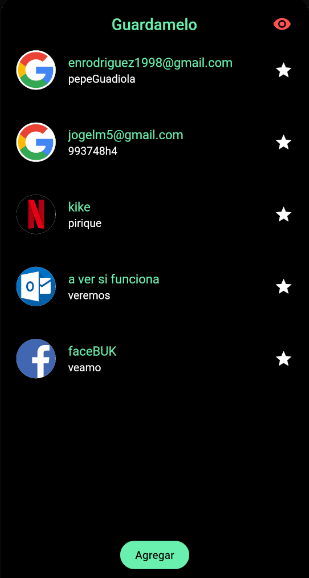 Guardamelo
enrodriguez1998@gmail.com
pepeGuadiola
jogelm5@gmail.com
993748h4
kike
pirique
a ver si funciona
veremos
faceBUK
veamo
Agregar